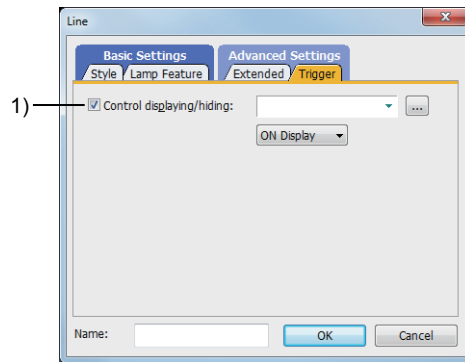 Line
Basic Settings Advanced Settings
Style Lamp Feature Extended Trigger
1) Control displaying/hiding: ...
ON Display
Name: OK Cancel